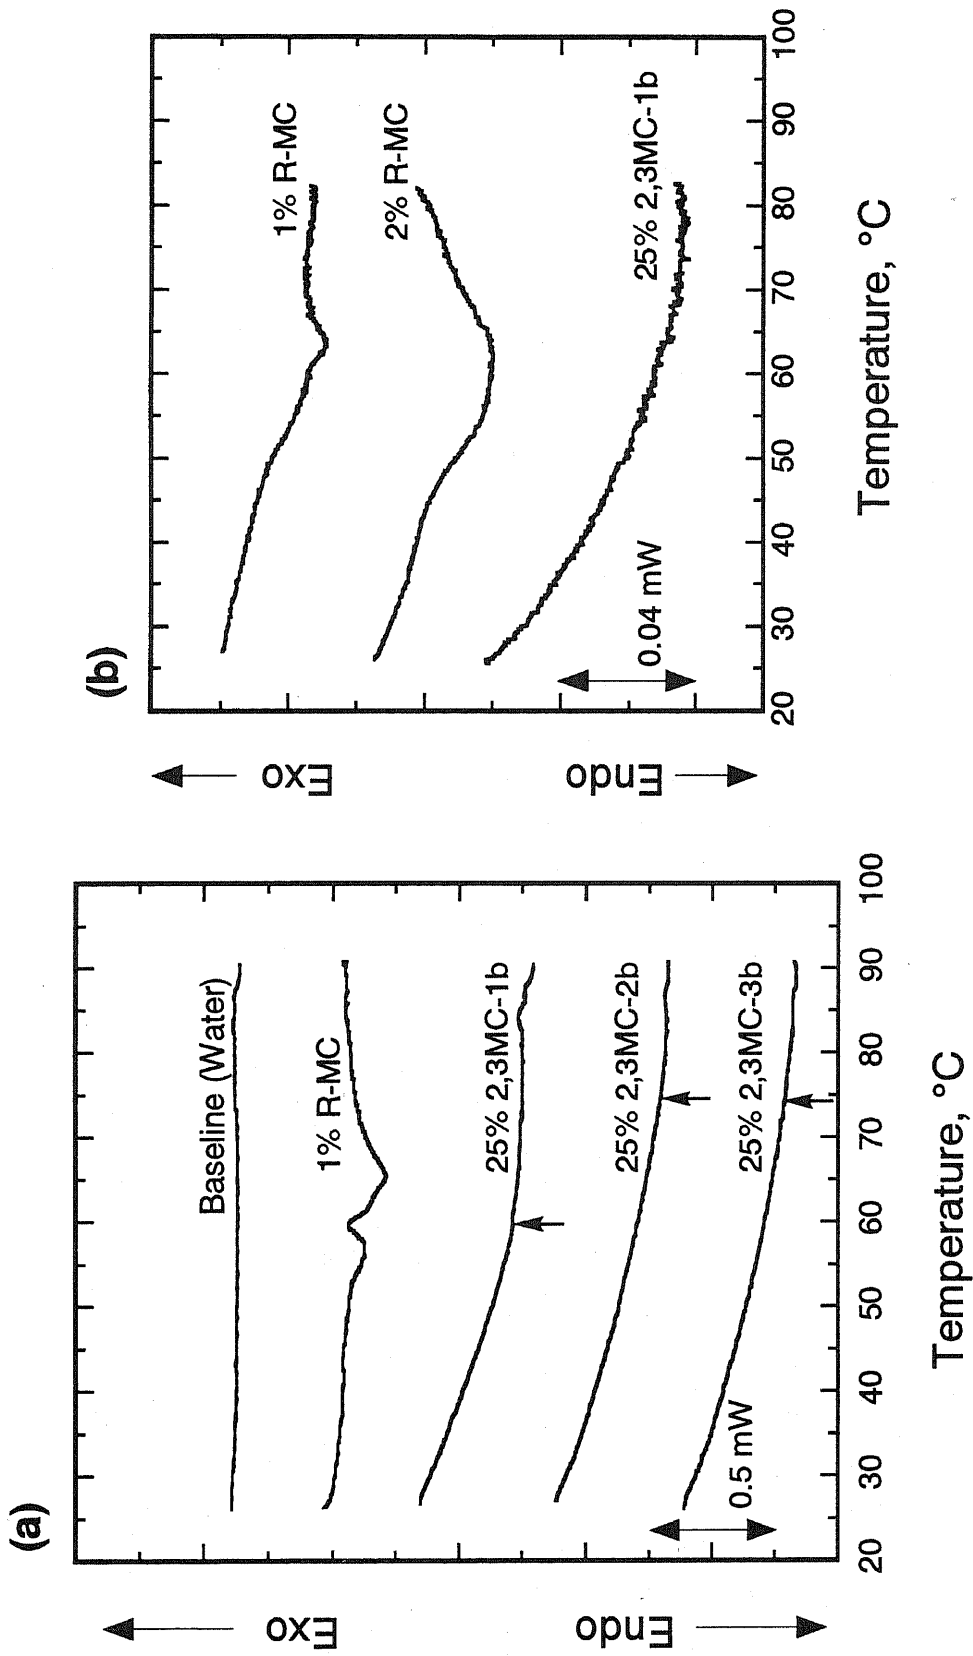 (a)
Exo
Endo
Baseline (Water)
1% R-MC
25% 2,3MC-1b
25% 2,3MC-2b
25% 2,3MC-3b
0.5 mW
20 30 40 50 60 70 80 90 100
Temperature, °C
(b)
Exo
Endo
1% R-MC
2% R-MC
25% 2,3MC-1b
0.04 mW
20 30 40 50 60 70 80 90 100
Temperature, °C